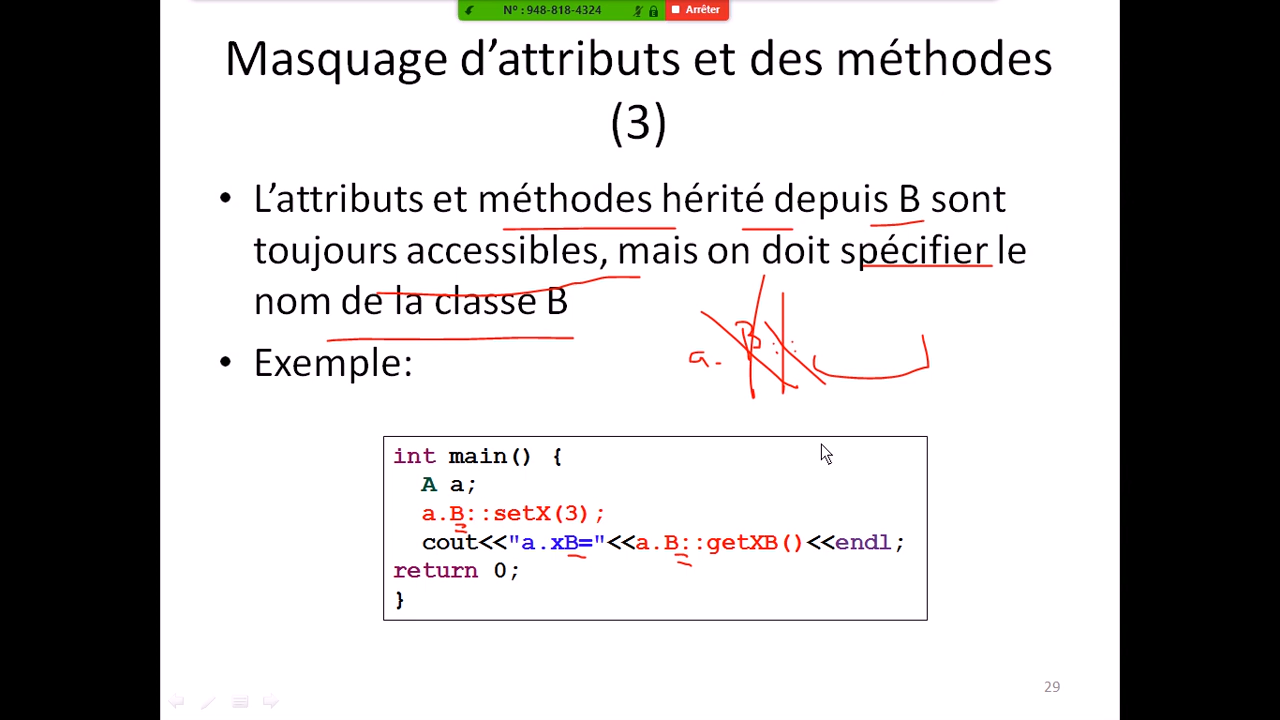 N° : 948-818-4324 Arrêter
Masquage d'attributs et des méthodes
(3)
• L'attributs et méthodes hérité depuis B sont
toujours accessibles, mais on doit spécifier le
nom de la classe B
• Exemple:
a. B::
int main() {
A a;
a.B::setX(3);
cout<<"a.xB="<<a.B::getXB()<<endl;
return 0;
}
29